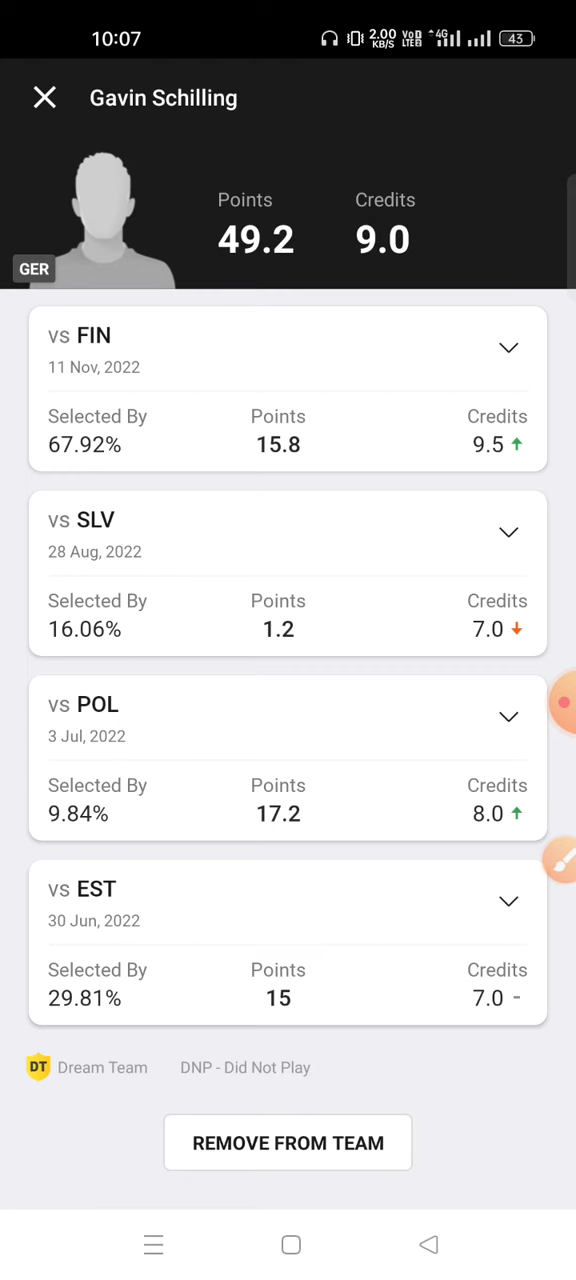 10:07 2.00 KB/S VoD LTEB 4G 43
Gavin Schilling
Points Credits
49.2 9.0
GER
vs FIN
11 Nov, 2022
Selected By Points Credits
67.92% 15.8 9.5
vs SLV
28 Aug, 2022
Selected By Points Credits
16.06% 1.2 7.0
vs POL
3 Jul, 2022
Selected By Points Credits
9.84% 17.2 8.0
vs EST
30 Jun, 2022
Selected By Points Credits
29.81% 15 7.0 -
DT Dream Team DNP - Did Not Play
REMOVE FROM TEAM